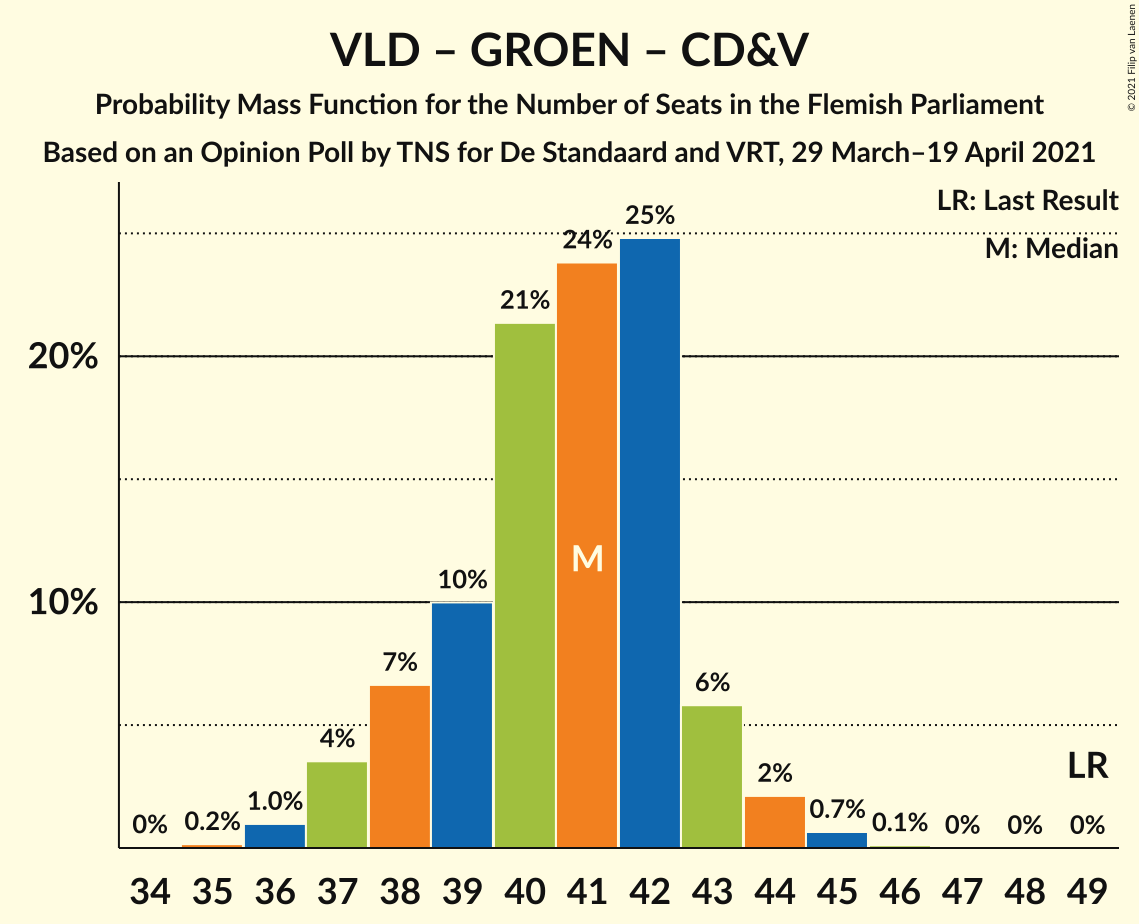 VLD – GROEN – CD&V
Probability Mass Function for the Number of Seats in the Flemish Parliament
Based on an Opinion Poll by TNS for De Standaard and VRT, 29 March–19 April 2021
© 2021 Filip van Laenen
LR: Last Result
M: Median
25%
24%
21%
20%
M
10%
10%
7%
6%
4%
LR
2%
0% 0.2% 1.0% 0.7% 0.1% 0% 0% 0%
34 35 36 37 38 39 40 41 42 43 44 45 46 47 48 49